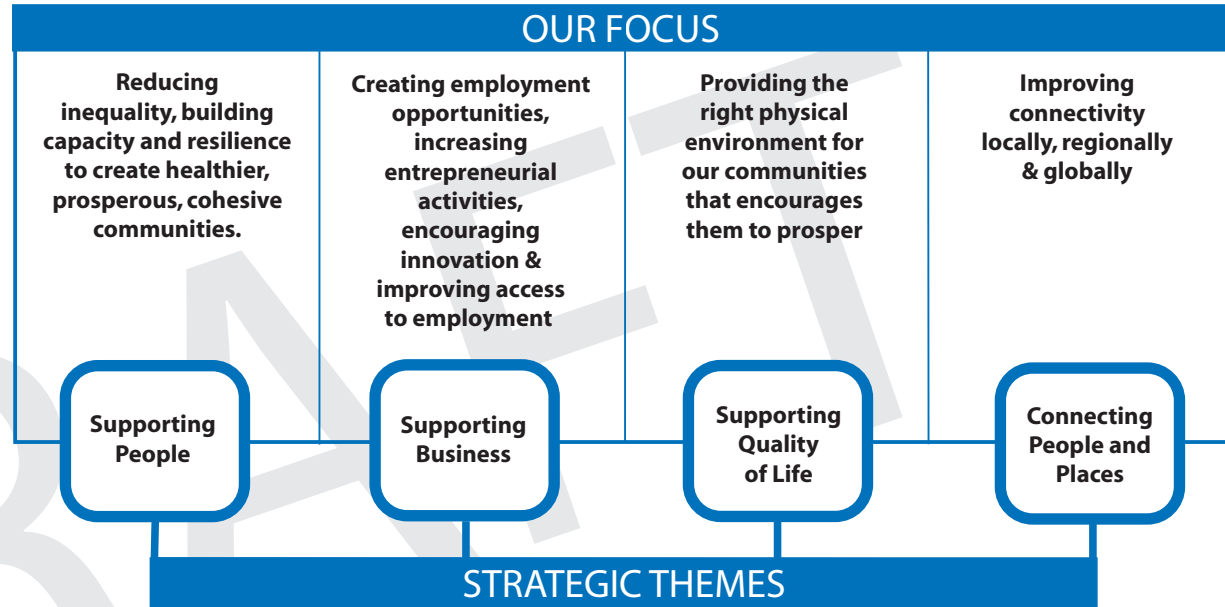 OUR FOCUS
Reducing
inequality, building
capacity and resilience
to create healthier,
prosperous, cohesive
communities.
Creating employment
opportunities,
increasing
entrepreneurial
activities,
encouraging
innovation &
improving access
to employment
Providing the
right physical
environment for
our communities
that encourages
them to prosper
Improving
connectivity
locally, regionally
& globally
Supporting
People
Supporting
Business
Supporting
Quality
of Life
Connecting
People and
Places
STRATEGIC THEMES
RAFT